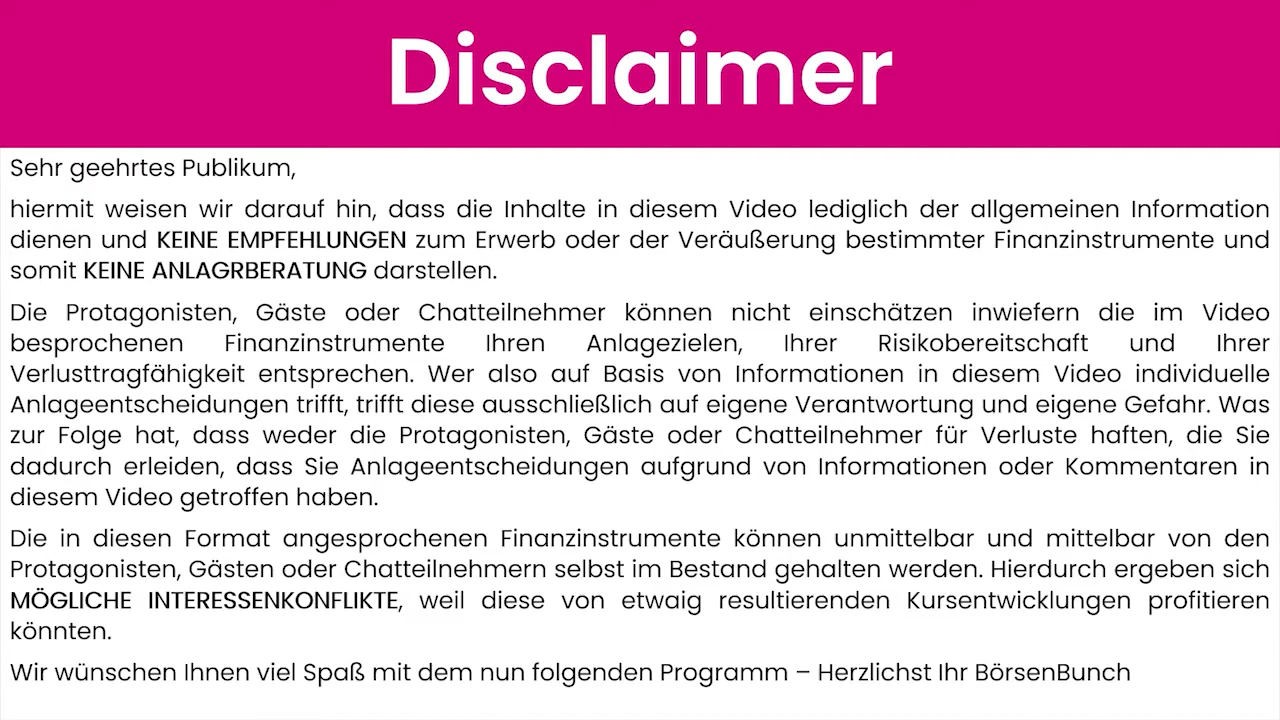 Disclaimer
Sehr geehrtes Publikum,
hiermit weisen wir darauf hin, dass die Inhalte in diesem Video lediglich der allgemeinen Information
dienen und KEINE EMPFEHLUNGEN zum Erwerb oder der Veräußerung bestimmter Finanzinstrumente und
somit KEINE ANLAGRBERATUNG darstellen.
Die Protagonisten, Gäste oder Chatteilnehmer können nicht einschätzen inwiefern die im Video
besprochenen Finanzinstrumente Ihren Anlagezielen, Ihrer Risikobereitschaft und Ihrer
Verlusttragfähigkeit entsprechen. Wer also auf Basis von Informationen in diesem Video individuelle
Anlageentscheidungen trifft, trifft diese ausschließlich auf eigene Verantwortung und eigene Gefahr. Was
zur Folge hat, dass weder die Protagonisten, Gäste oder Chatteilnehmer für Verluste haften, die Sie
dadurch erleiden, dass Sie Anlageentscheidungen aufgrund von Informationen oder Kommentaren in
diesem Video getroffen haben.
Die in diesen Format angesprochenen Finanzinstrumente können unmittelbar und mittelbar von den
Protagonisten, Gästen oder Chatteilnehmern selbst im Bestand gehalten werden. Hierdurch ergeben sich
MÖGLICHE INTERESSENKONFLIKTE, weil diese von etwaig resultierenden Kursentwicklungen profitieren
könnten.
Wir wünschen Ihnen viel Spaß mit dem nun folgenden Programm – Herzlichst Ihr BörsenBunch